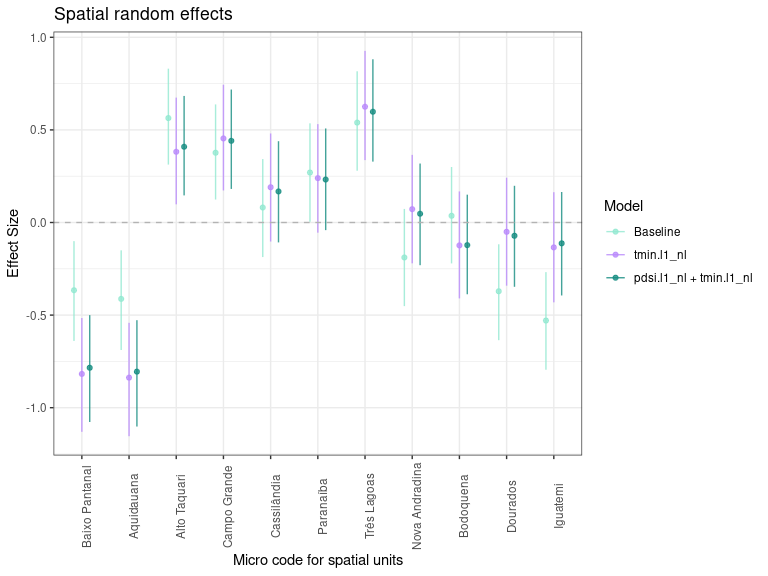 Spatial random effects
1.0
0.5
0.0
-0.5
-1.0
Effect Size
Baixo Pantanal
Aquidauana
Alto Taquari
Campo Grande
Cassilândia
Paranaíba
Três Lagoas
Nova Andradina
Bodoquena
Dourados
Iguatemi
Micro code for spatial units
Model
Baseline
tmin.l1_nl
pdsi.l1_nl + tmin.l1_nl